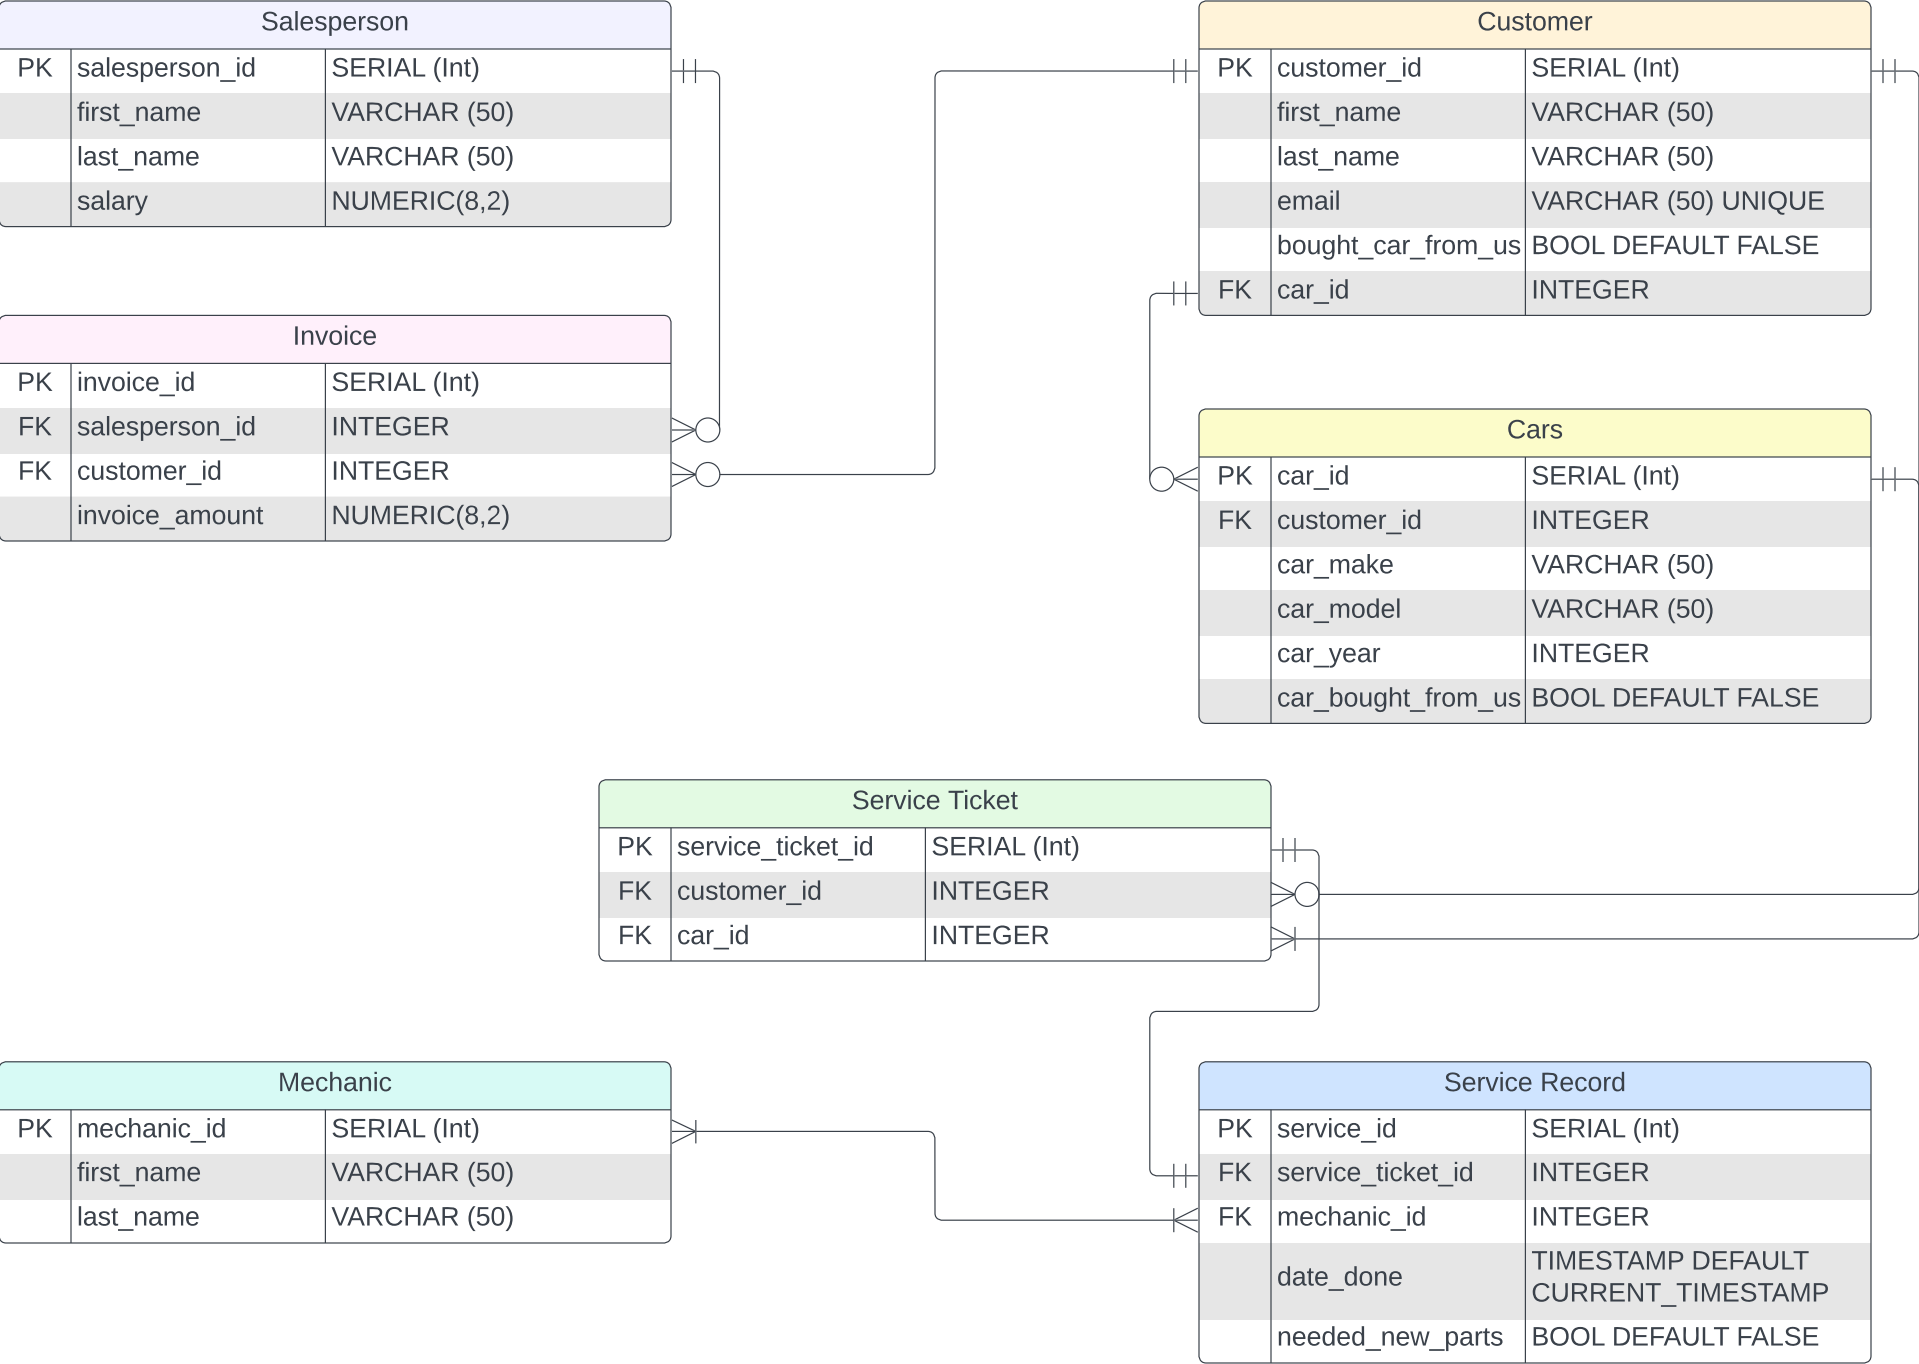 Salesperson
PK salesperson_id SERIAL (Int)
first_name VARCHAR (50)
last_name VARCHAR (50)
salary NUMERIC(8,2)
Customer
PK customer_id SERIAL (Int)
first_name VARCHAR (50)
last_name VARCHAR (50)
email VARCHAR (50) UNIQUE
bought_car_from_us BOOL DEFAULT FALSE
FK car_id INTEGER
Invoice
PK invoice_id SERIAL (Int)
FK salesperson_id INTEGER
FK customer_id INTEGER
invoice_amount NUMERIC(8,2)
Cars
PK car_id SERIAL (Int)
FK customer_id INTEGER
car_make VARCHAR (50)
car_model VARCHAR (50)
car_year INTEGER
car_bought_from_us BOOL DEFAULT FALSE
Service Ticket
PK service_ticket_id SERIAL (Int)
FK customer_id INTEGER
FK car_id INTEGER
Mechanic
PK mechanic_id SERIAL (Int)
first_name VARCHAR (50)
last_name VARCHAR (50)
Service Record
PK service_id SERIAL (Int)
FK service_ticket_id INTEGER
FK mechanic_id INTEGER
date_done TIMESTAMP DEFAULT
CURRENT_TIMESTAMP
needed_new_parts BOOL DEFAULT FALSE